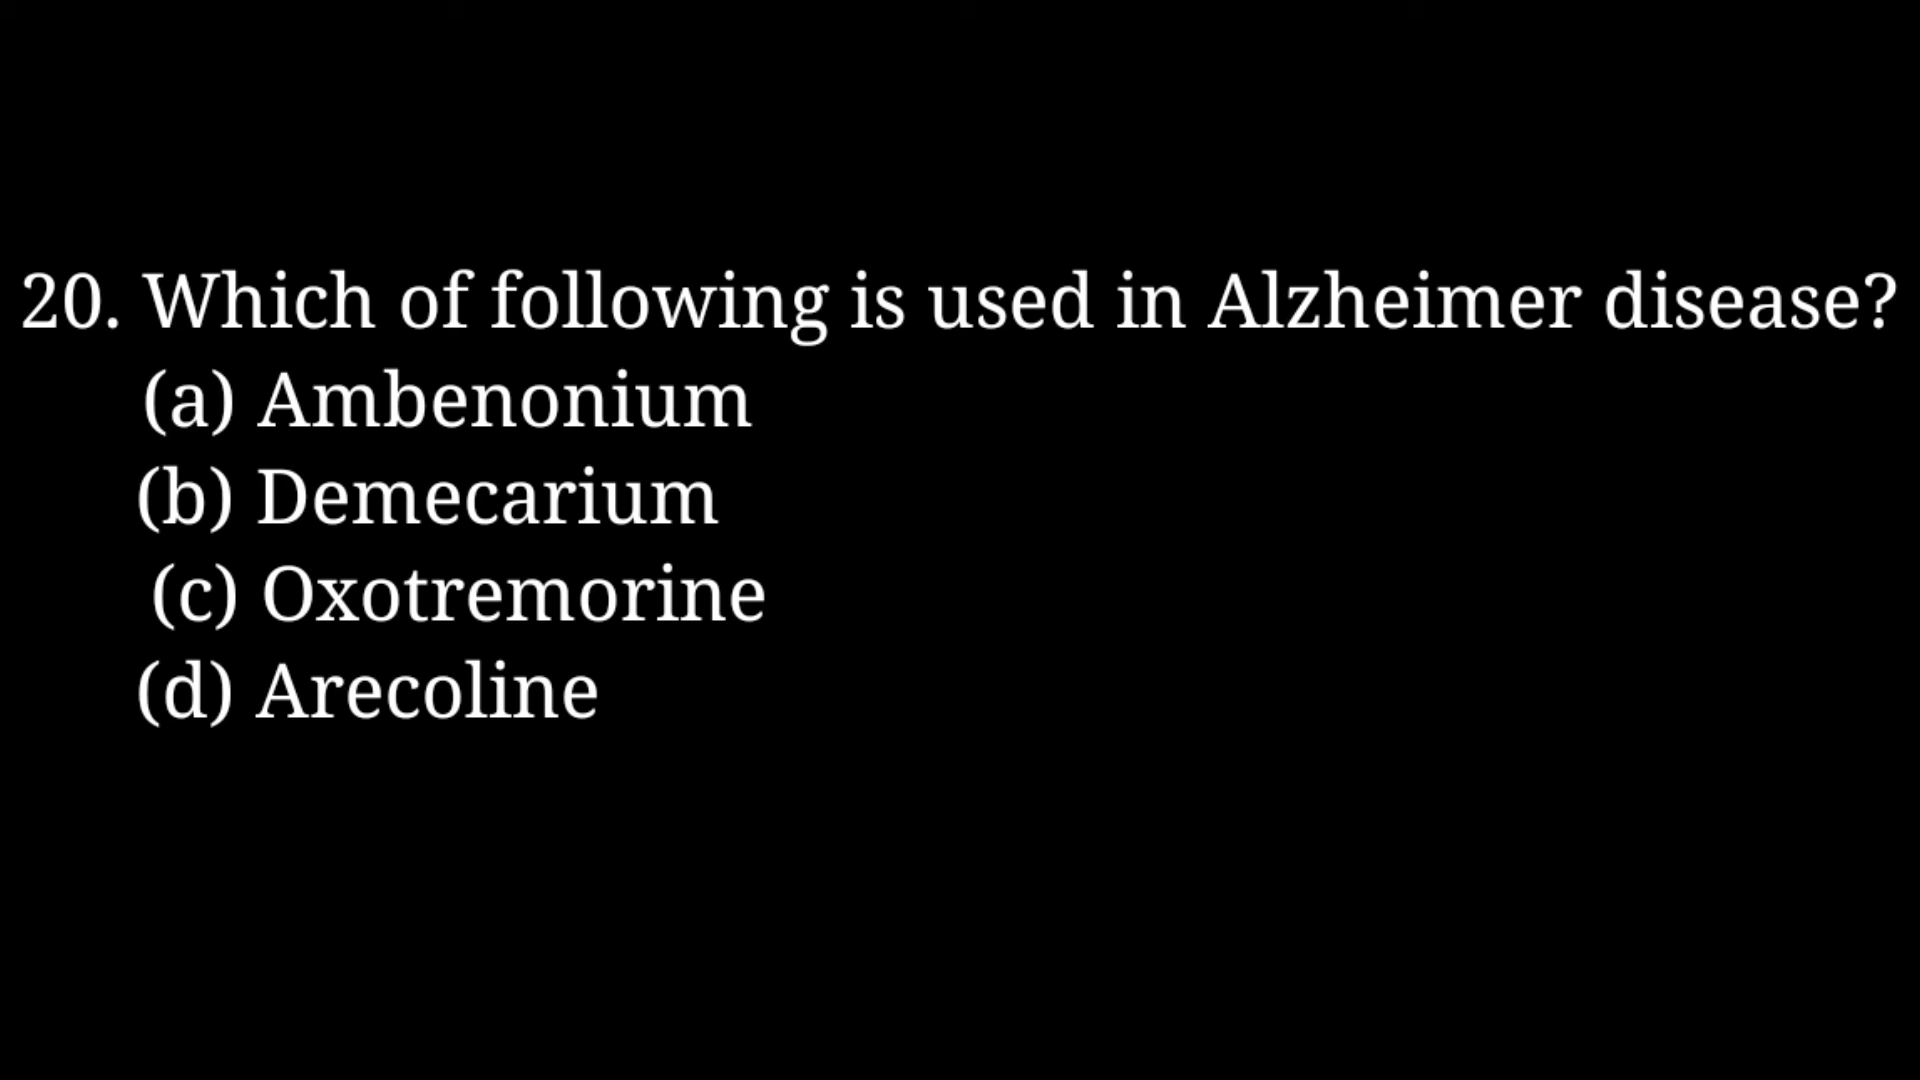 20. Which of following is used in Alzheimer disease?
(a) Ambenonium
(b) Demecarium
(c) Oxotremorine
(d) Arecoline